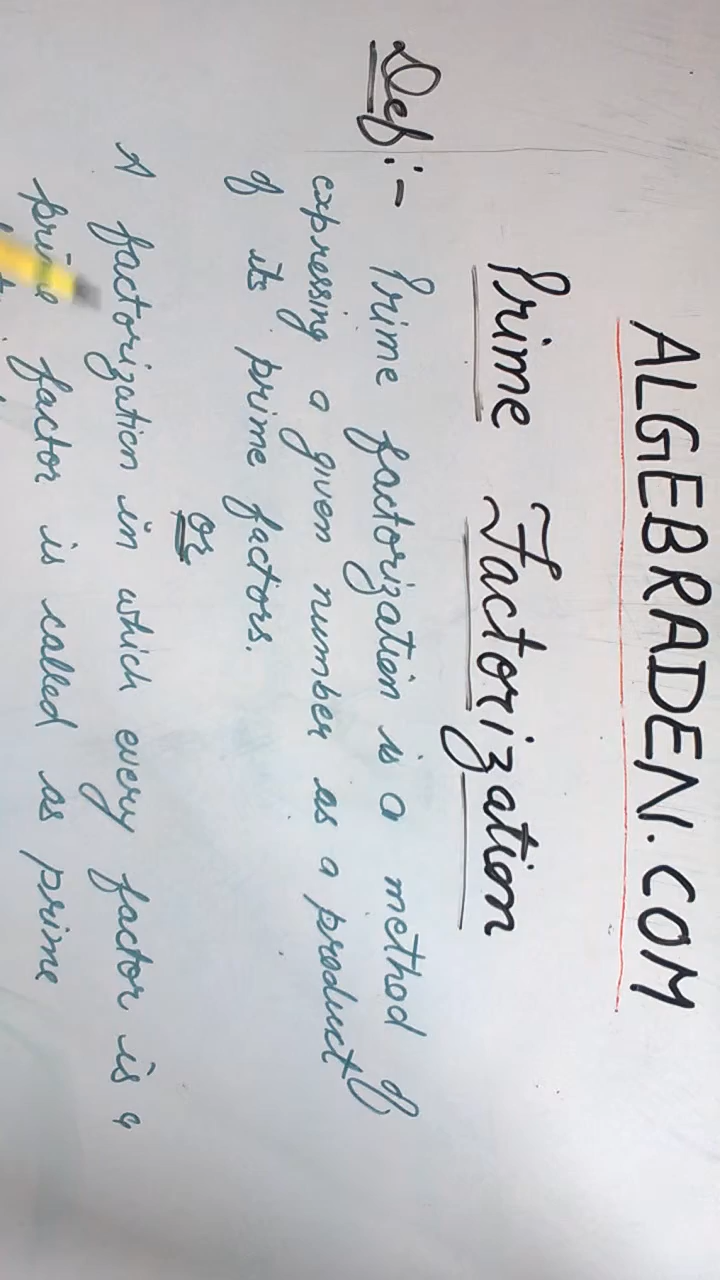 ALGEBRADEN.COM
Prime Factorization
Def:- Prime factorization is a method of
expressing a given number as a product
of its prime factors.
or
A factorization in which every factor is a
prime factor is called as prime